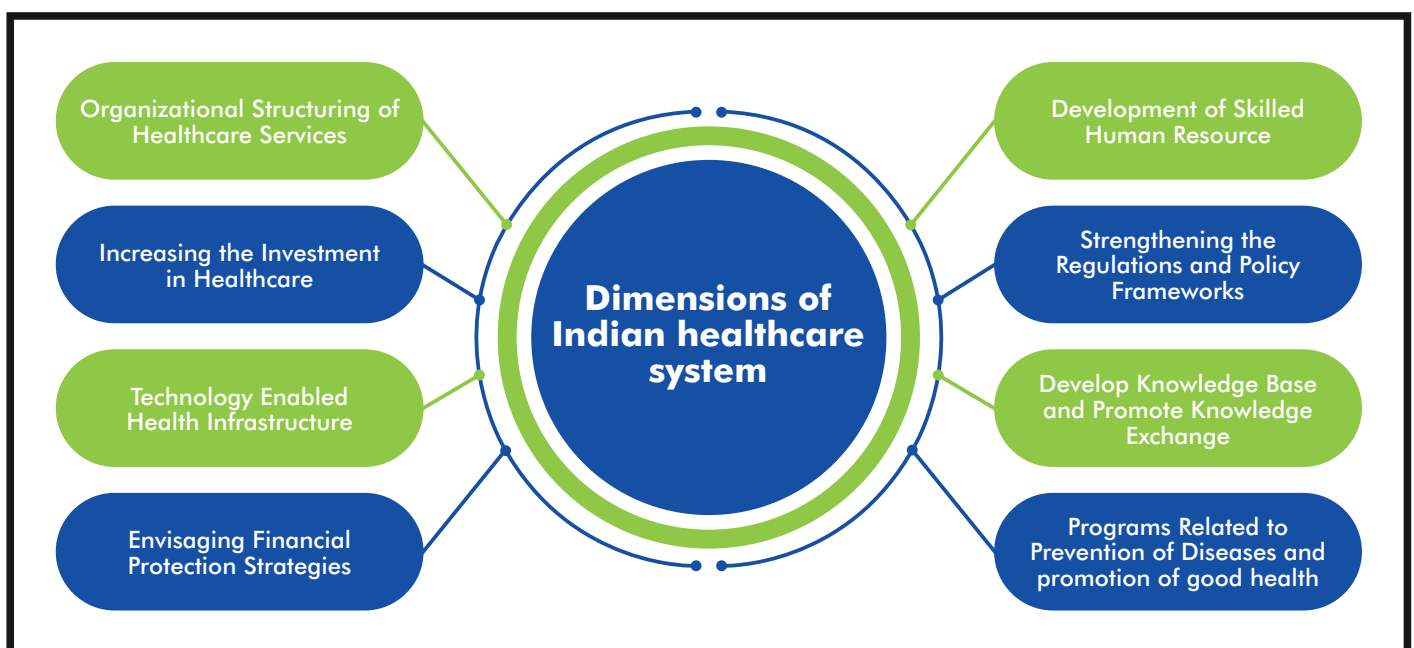 Organizational Structuring of
Healthcare Services
Increasing the Investment
in Healthcare
Technology Enabled
Health Infrastructure
Envisaging Financial
Protection Strategies
Dimensions of
Indian healthcare
system
Development of Skilled
Human Resource
Strengthening the
Regulations and Policy
Frameworks
Develop Knowledge Base
and Promote Knowledge
Exchange
Programs Related to
Prevention of Diseases and
promotion of good health